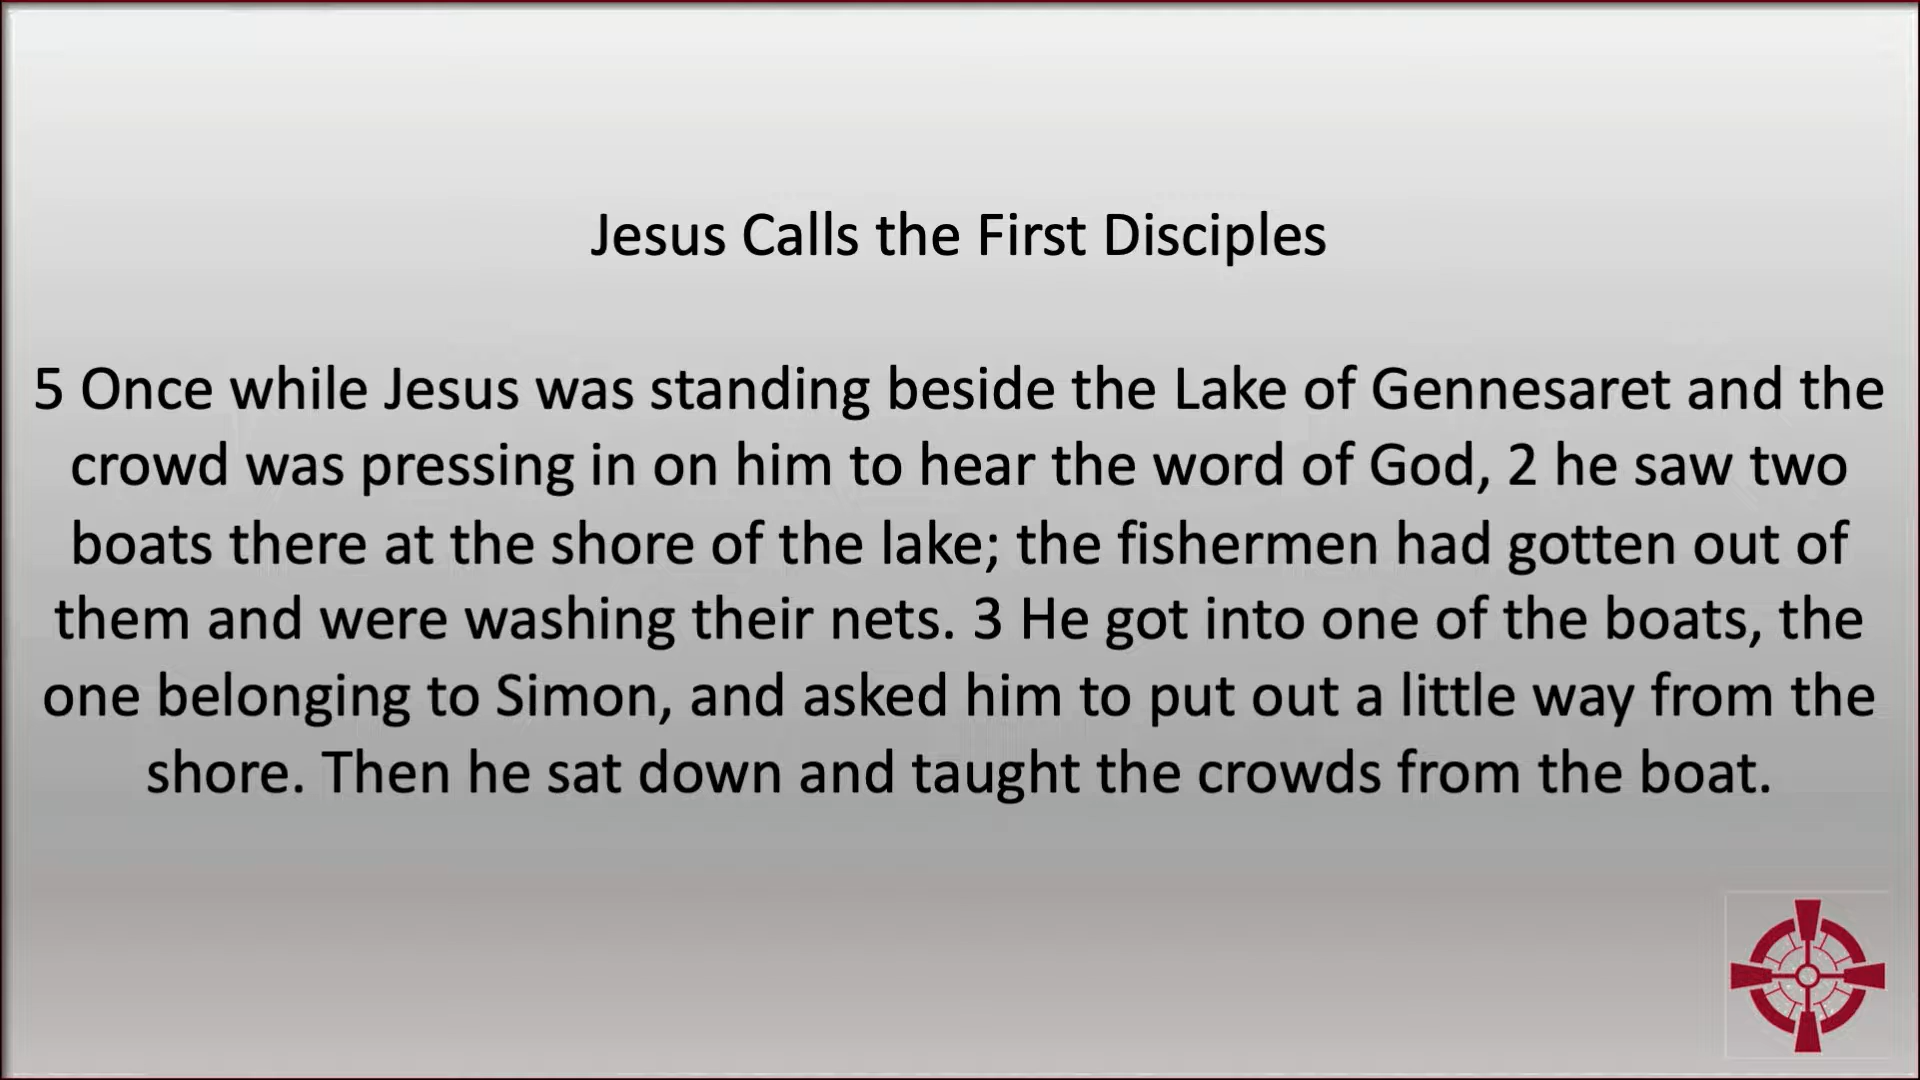 Jesus Calls the First Disciples
5 Once while Jesus was standing beside the Lake of Gennesaret and the
crowd was pressing in on him to hear the word of God, 2 he saw two
boats there at the shore of the lake; the fishermen had gotten out of
them and were washing their nets. 3 He got into one of the boats, the
one belonging to Simon, and asked him to put out a little way from the
shore. Then he sat down and taught the crowds from the boat.